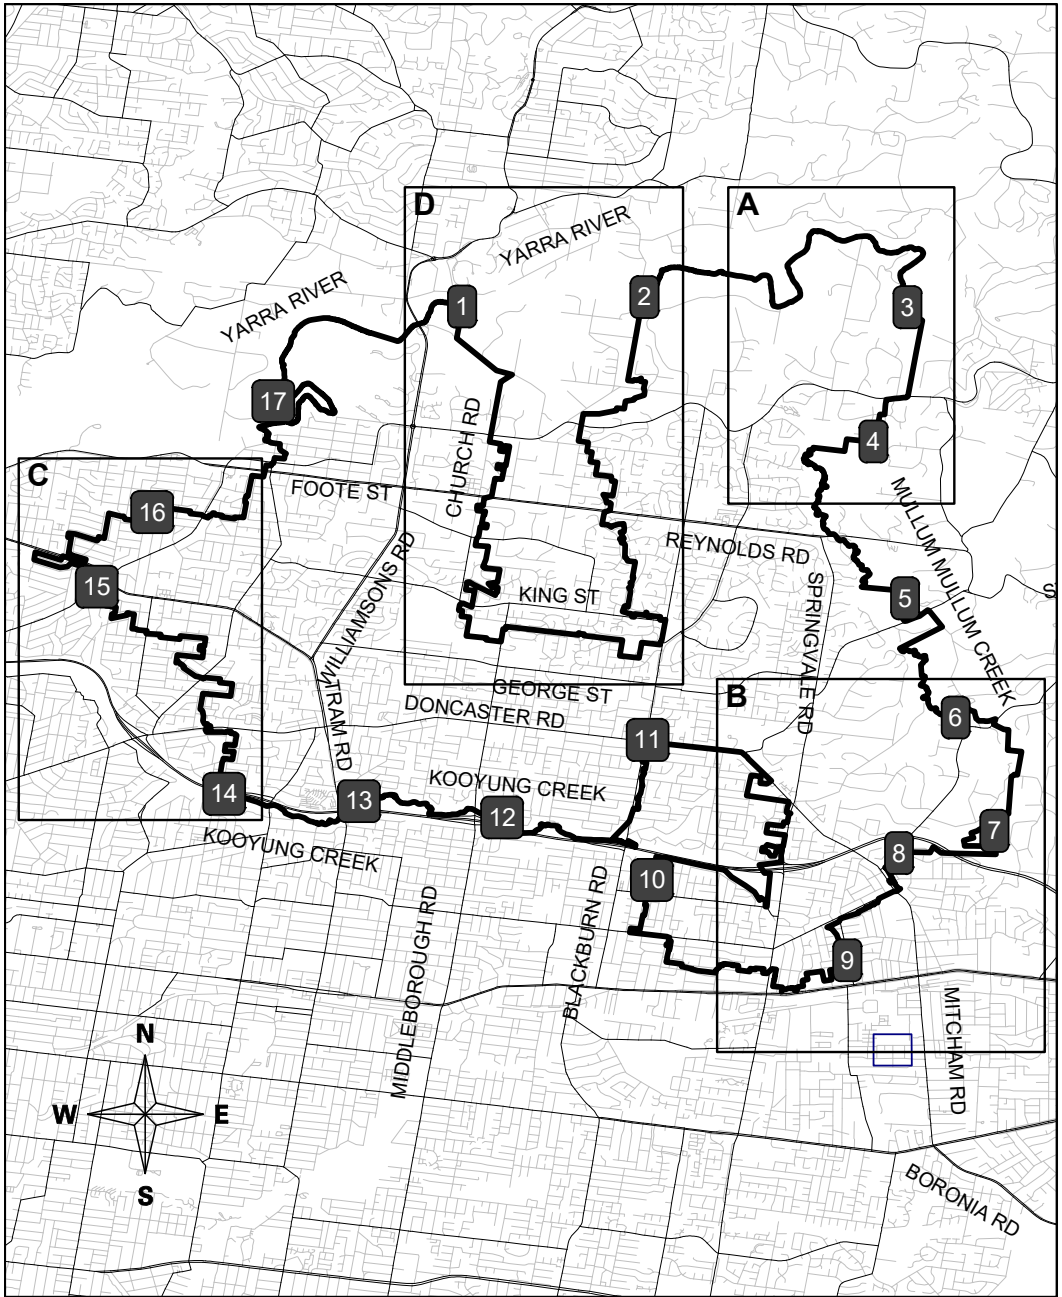 D
A
YARRA RIVER
2
1
3
YARRA RIVER
17
CHURCH RD
4
C
FOOTE ST
16
MULLUM MULLUM CREEK
REYNOLDS RD
WILLIAMSONS RD
15
SPRINGVALE RD
KING ST
5
S
GEORGE ST
B
DONCASTER RD
TRAM RD
6
11
KOOYUNG CREEK
14
13
12
7
KOOYUNG CREEK
8
10
MIDDLEBOROUGH RD
BLACKBURN RD
9
MITCHAM RD
N
W
E
S
BORONIA RD